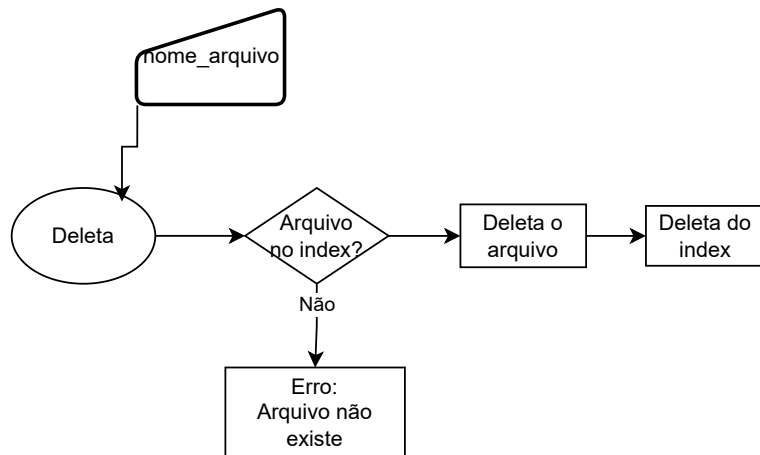 nome_arquivo
Deleta
Arquivo
no index?
Deleta o
arquivo
Deleta do
index
Não
Erro:
Arquivo não
existe